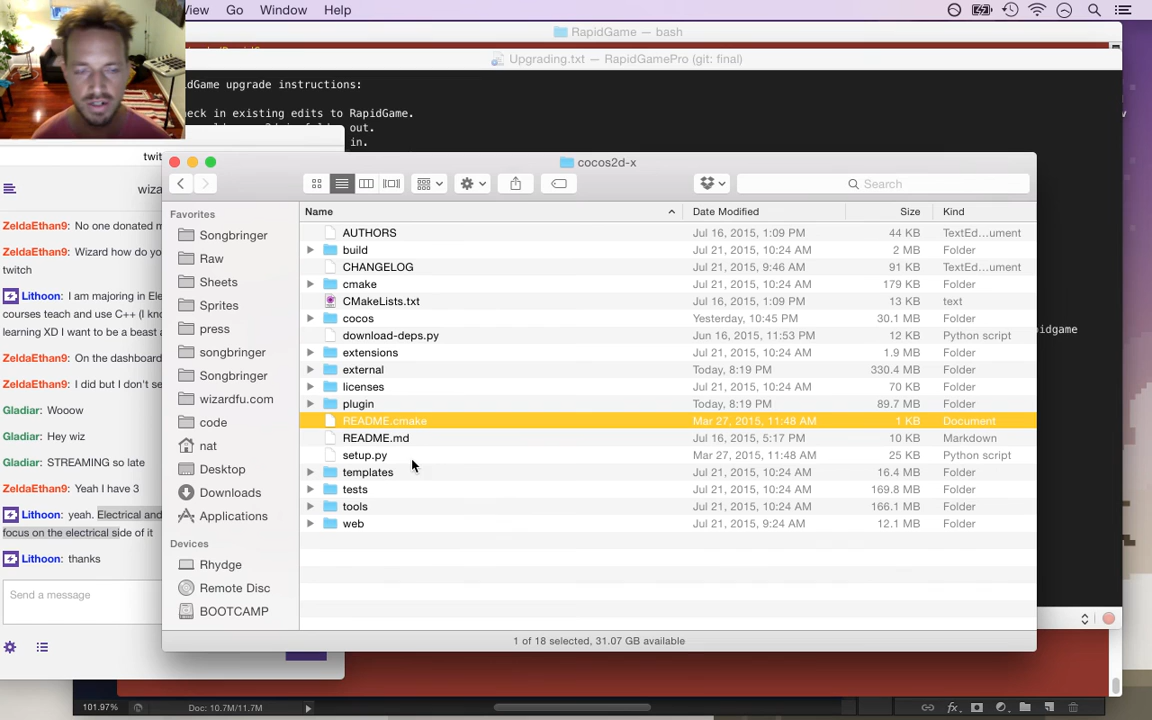 View Go Window Help
RapidGame — bash
Upgrading.txt — RapidGamePro (git: final)
dGame upgrade instructions:
eck in existing edits to RapidGame.
out.
in.
cocos2d-x
Search
twit
wiza
ZeldaEthan9: No one donated m
ZeldaEthan9: Wizard how do yo
twitch
Lithoon: I am majoring in Ele
courses teach and use C++ (I kno
learning XD I want to be a beast a
ZeldaEthan9: On the dashboard
ZeldaEthan9: I did but I don't se
Gladiar: Wooow
Gladiar: Hey wiz
Gladiar: STREAMING so late
ZeldaEthan9: Yeah I have 3
Lithoon: yeah. Electrical and
focus on the electrical side of it
Lithoon: thanks
Send a message
Favorites
Songbringer
Raw
Sheets
Sprites
press
songbringer
Songbringer
wizardfu.com
code
nat
Desktop
Downloads
Applications
Devices
Rhydge
Remote Disc
BOOTCAMP
Name Date Modified Size Kind
AUTHORS Jul 16, 2015, 1:09 PM 44 KB TextEd...ument
build Jul 21, 2015, 10:24 AM 2 MB Folder
CHANGELOG Jul 21, 2015, 9:46 AM 91 KB TextEd...ument
cmake Jul 21, 2015, 10:24 AM 179 KB Folder
CMakeLists.txt Jul 16, 2015, 1:09 PM 13 KB text
cocos Yesterday, 10:45 PM 30.1 MB Folder
download-deps.py Jun 16, 2015, 11:53 PM 12 KB Python script
extensions Jul 21, 2015, 10:24 AM 1.9 MB Folder
external Today, 8:19 PM 330.4 MB Folder
licenses Jul 21, 2015, 10:24 AM 70 KB Folder
plugin Today, 8:19 PM 89.7 MB Folder
README.cmake Mar 27, 2015, 11:48 AM 1 KB Document
README.md Jul 16, 2015, 5:17 PM 10 KB Markdown
setup.py Mar 27, 2015, 11:48 AM 25 KB Python script
templates Jul 21, 2015, 10:24 AM 16.4 MB Folder
tests Jul 21, 2015, 10:24 AM 169.8 MB Folder
tools Jul 21, 2015, 10:24 AM 166.1 MB Folder
web Jul 21, 2015, 9:24 AM 12.1 MB Folder
1 of 18 selected, 31.07 GB available
pidgame
101.97% Doc: 10.7M/11.7M